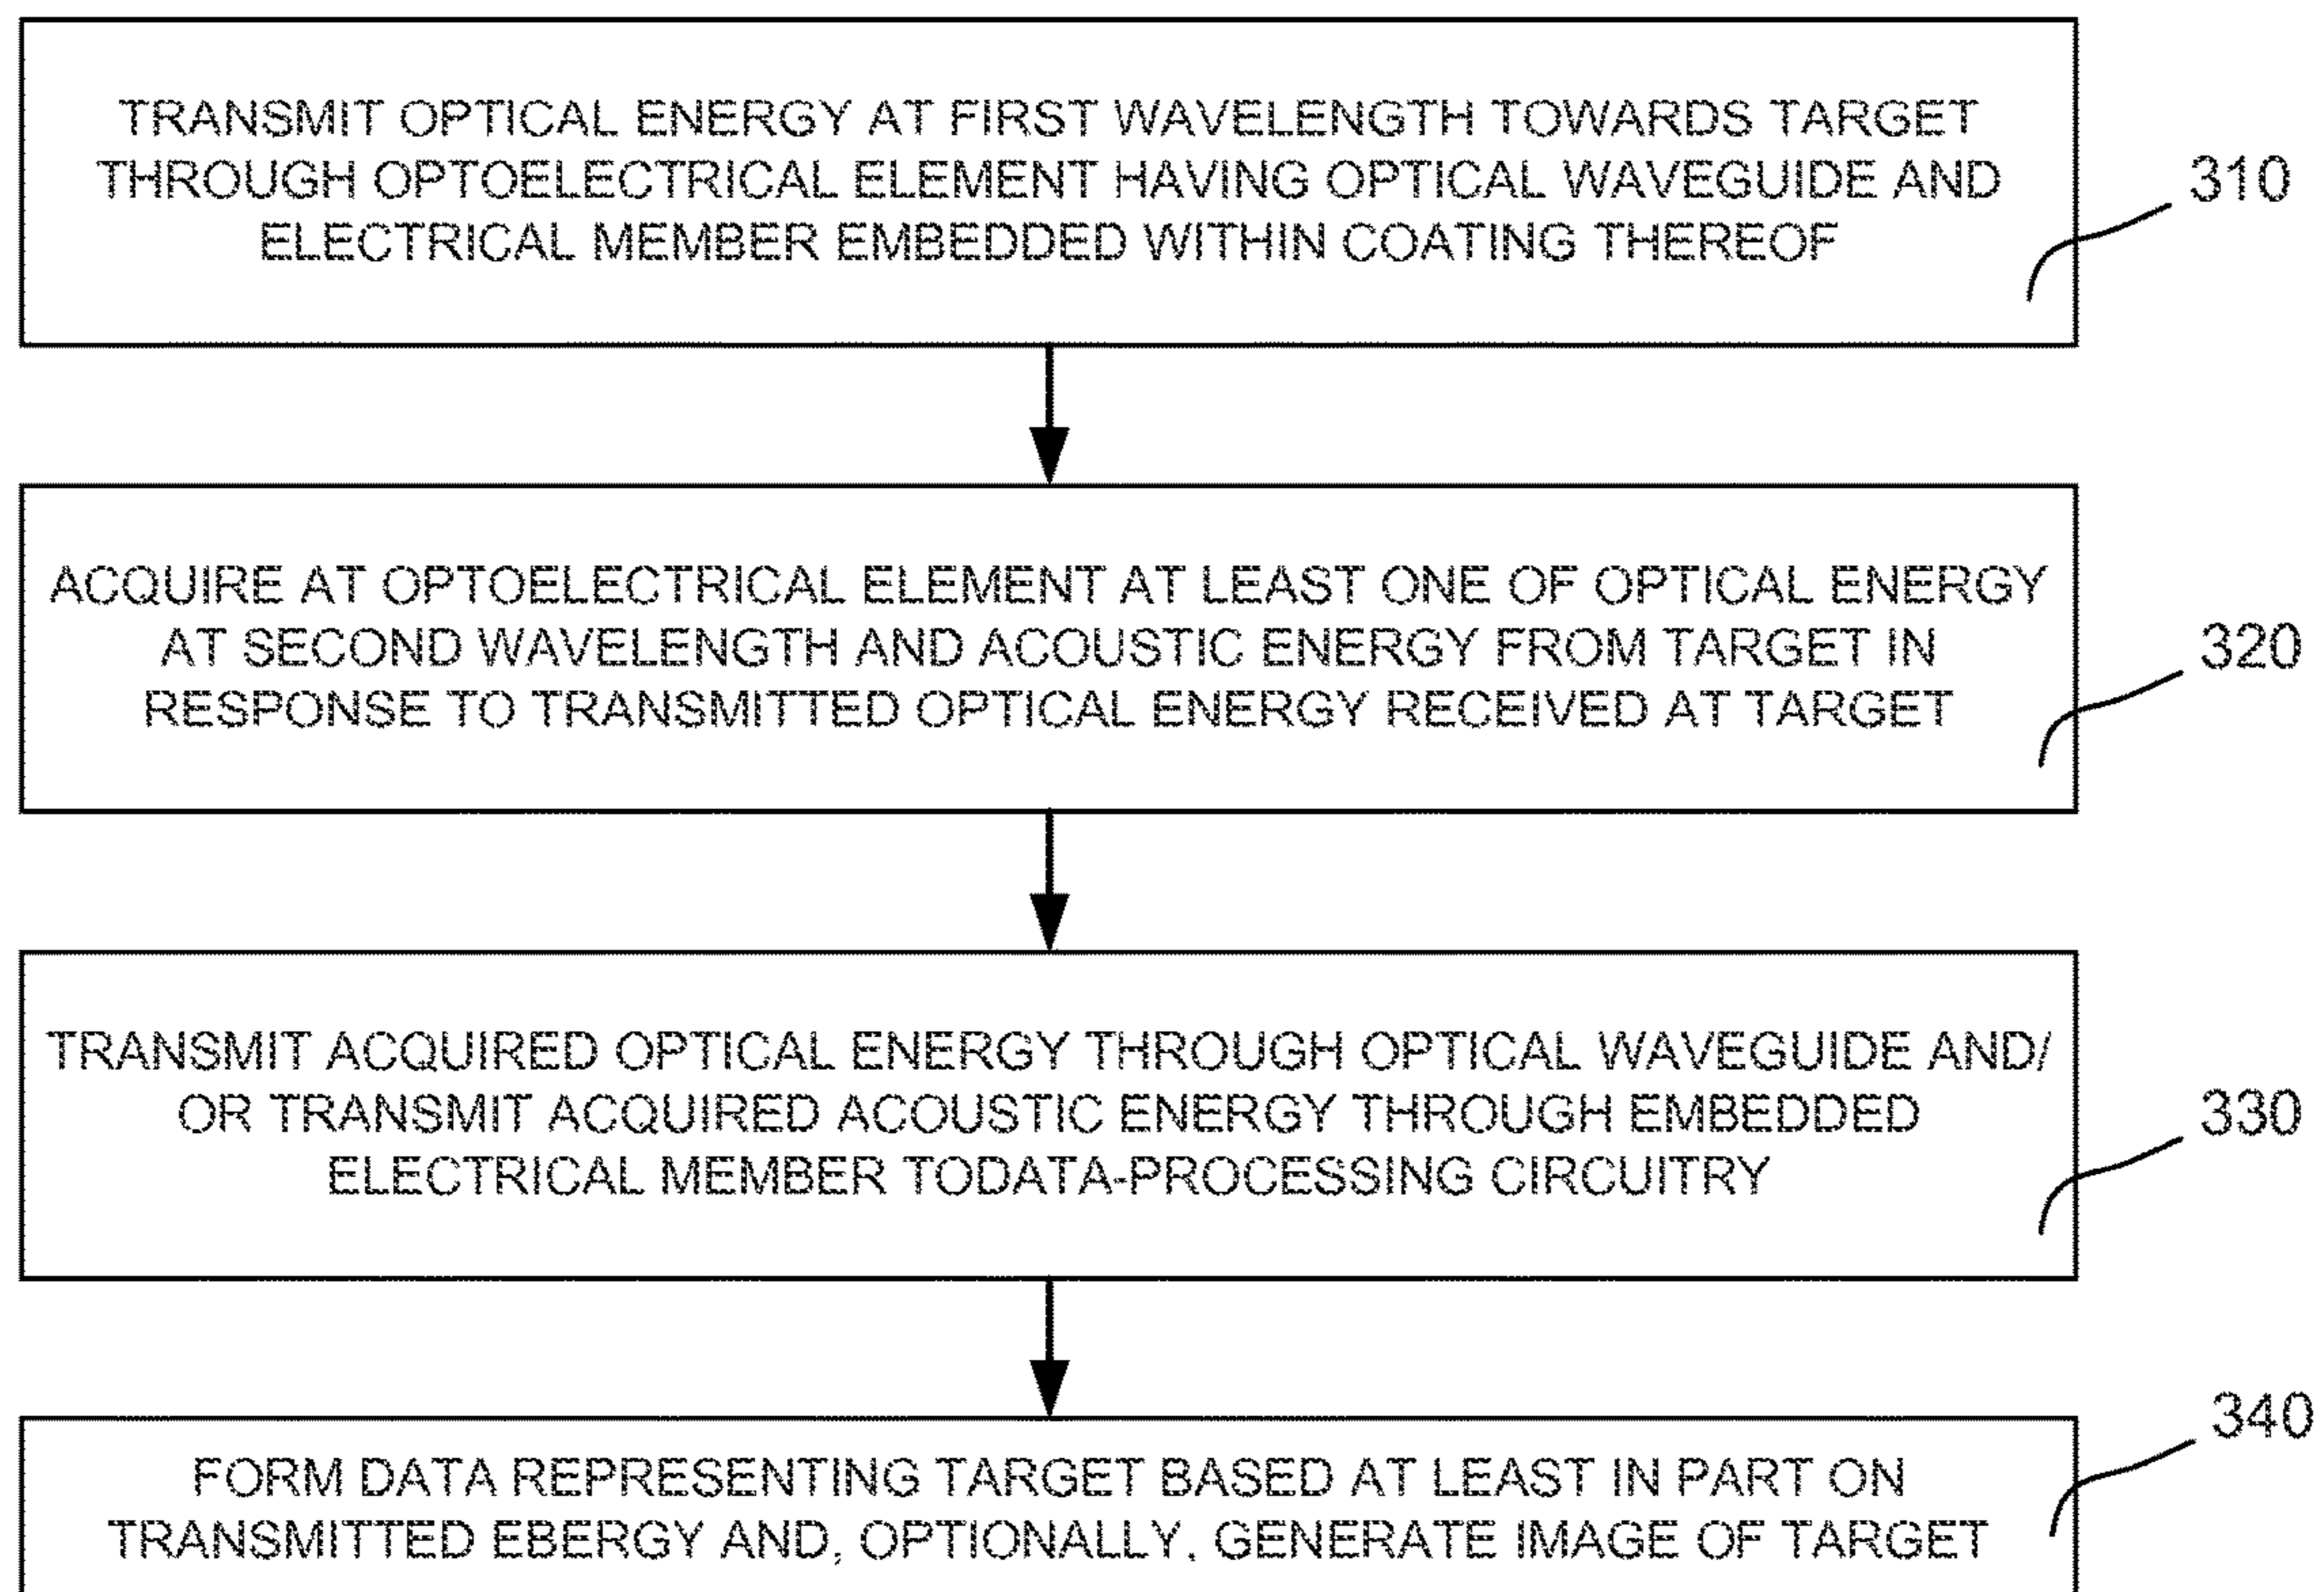 TRANSMIT OPTICAL ENERGY AT FIRST WAVELENGTH TOWARDS TARGET
THROUGH OPTOELECTRICAL ELEMENT HAVING OPTICAL WAVEGUIDE AND
ELECTRICAL MEMBER EMBEDDED WITHIN COATING THEREOF
310
ACQUIRE AT OPTOELECTRICAL ELEMENT AT LEAST ONE OF OPTICAL ENERGY
AT SECOND WAVELENGTH AND ACOUSTIC ENERGY FROM TARGET IN
RESPONSE TO TRANSMITTED OPTICAL ENERGY RECEIVED AT TARGET
320
TRANSMIT ACQUIRED OPTICAL ENERGY THROUGH OPTICAL WAVEGUIDE AND/
OR TRANSMIT ACQUIRED ACOUSTIC ENERGY THROUGH EMBEDDED
ELECTRICAL MEMBER TODATA-PROCESSING CIRCUITRY
330
FORM DATA REPRESENTING TARGET BASED AT LEAST IN PART ON
TRANSMITTED EBERGY AND, OPTIONALLY, GENERATE IMAGE OF TARGET
340